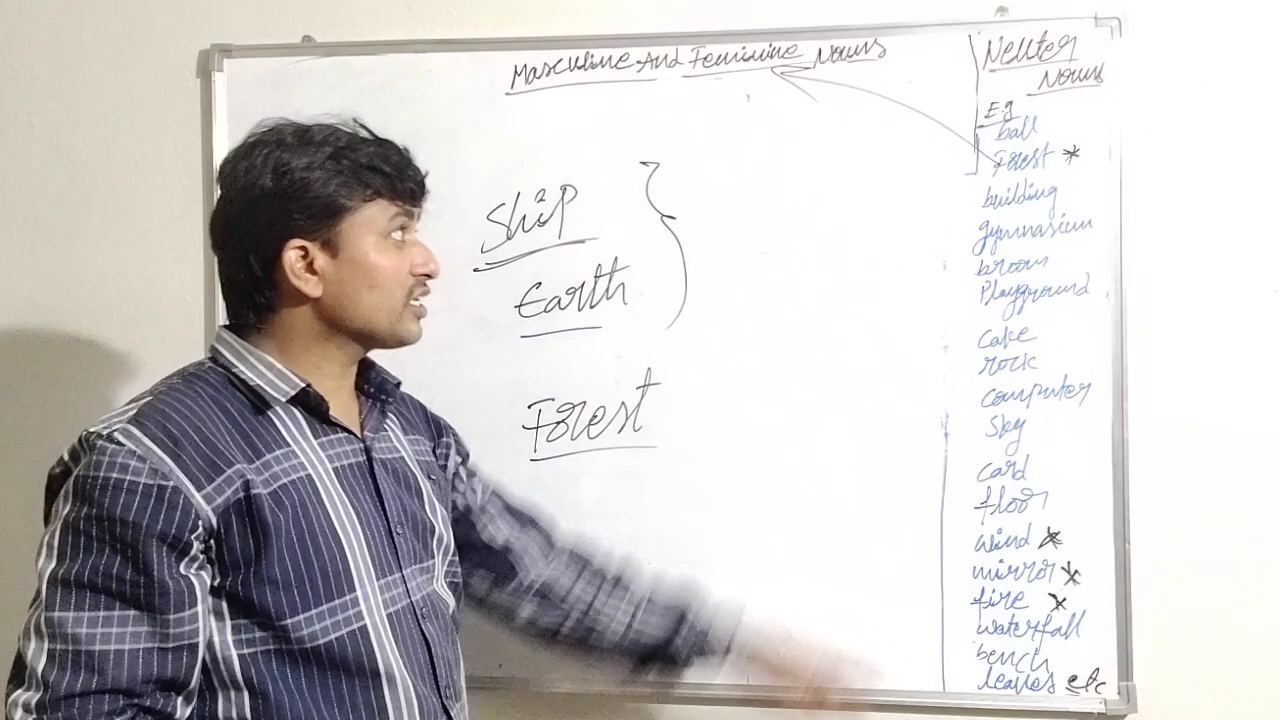 Masculine And Feminine Nouns
Ship
Earth
Forest
Neuter
Nouns
E.g
ball
Forest *
building
gymnasium
broom
Playground
cake
rock
computer
Sky
card
floor
wind *
mirror *
fire *
waterfall
bench
leaves etc